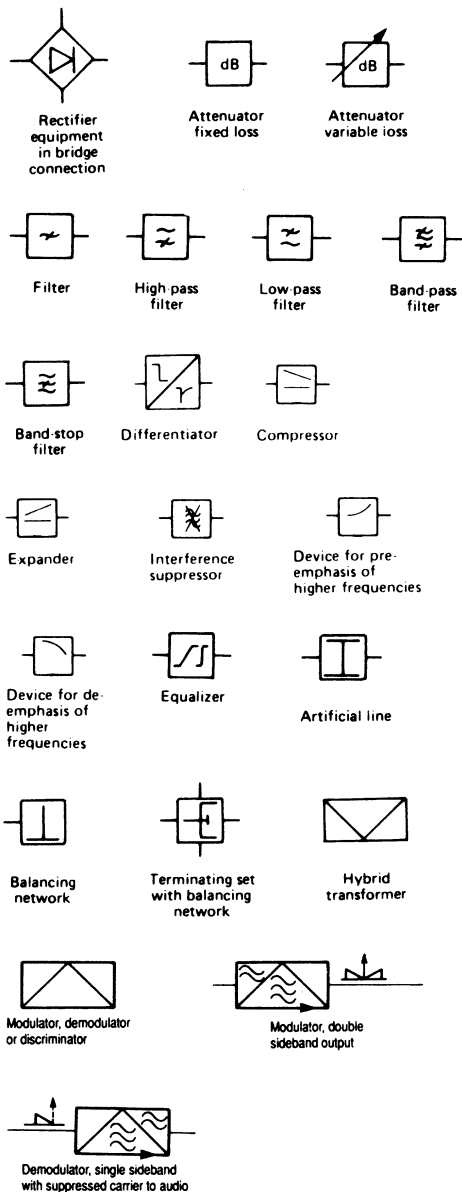 dB
dB
Rectifier
equipment
in bridge
connection
Attenuator
fixed loss
Attenuator
variable ioss
Filter
High-pass
filter
Low-pass
filter
Band-pass
filter
Band-stop
filter
Differentiator
Compressor
Expander
Interference
suppressor
Device for pre-
emphasis of
higher frequencies
Device for de-
emphasis of
higher
frequencies
Equalizer
Artificial line
Balancing
network
Terminating set
with balancing
network
Hybrid
transformer
Modulator, demodulator
or discriminator
Modulator, double
sideband output
Demodulator, single sideband
with suppressed carrier to audio